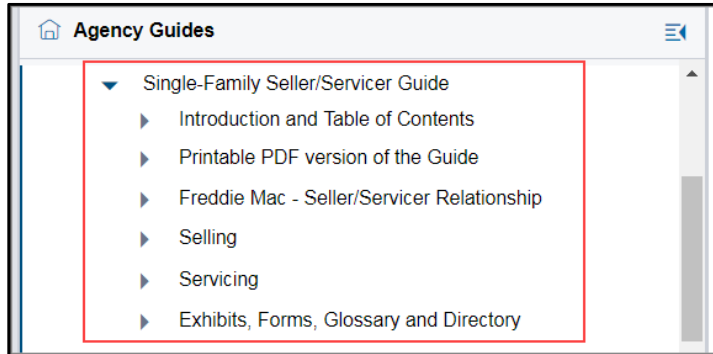 Agency Guides
Single-Family Seller/Servicer Guide
Introduction and Table of Contents
Printable PDF version of the Guide
Freddie Mac - Seller/Servicer Relationship
Selling
Servicing
Exhibits, Forms, Glossary and Directory